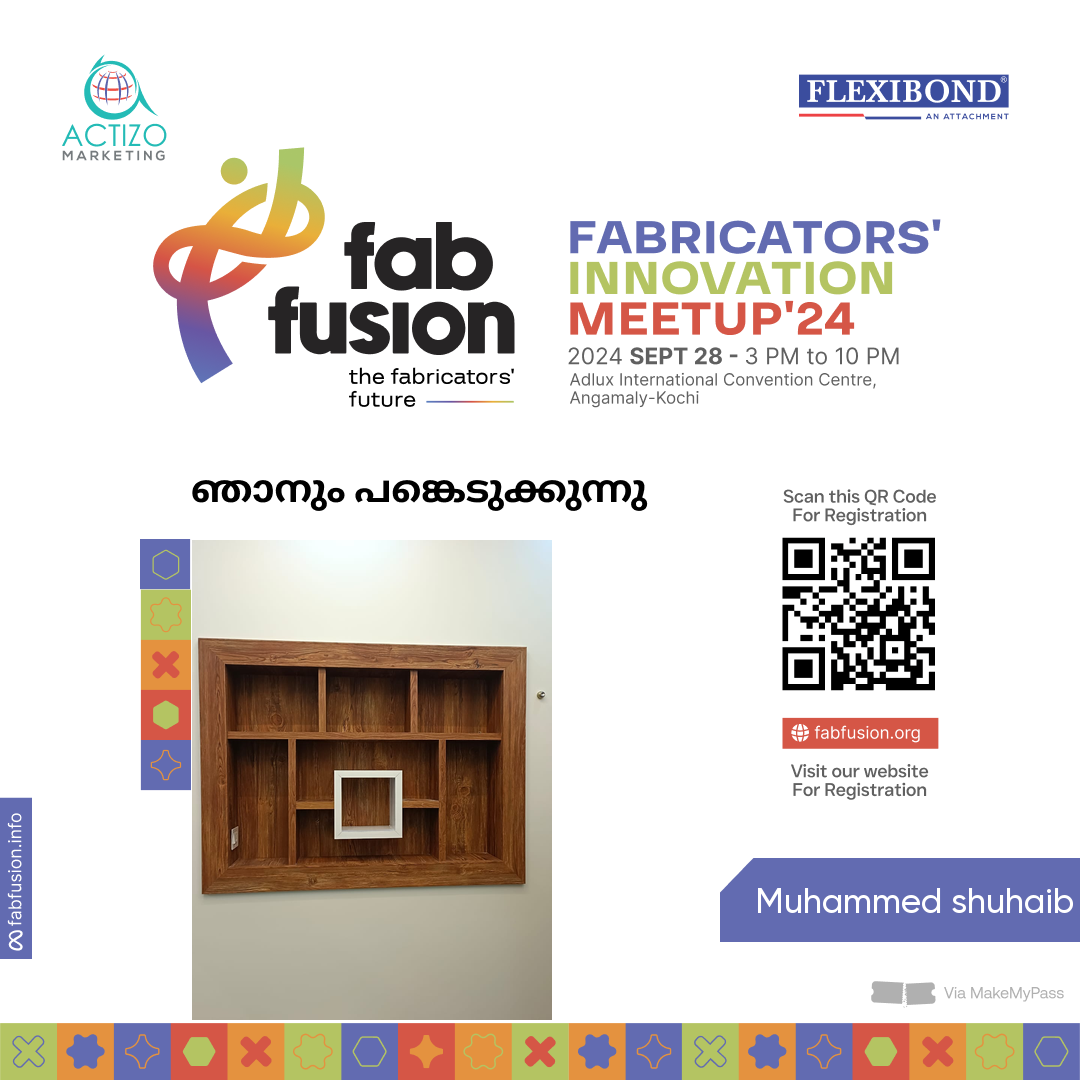 ACTIZO
MARKETING
FLEXIBOND®
AN ATTACHMENT
fab
fusion
the fabricators'
future
FABRICATORS'
INNOVATION
MEETUP'24
2024 SEPT 28 - 3 PM to 10 PM
Adlux International Convention Centre,
Angamaly-Kochi
ഞാനും പങ്കെടുക്കുന്നു
Scan this QR Code
For Registration
fabfusion.org
Visit our website
For Registration
fabfusion.info
Muhammed shuhaib
Via MakeMyPass